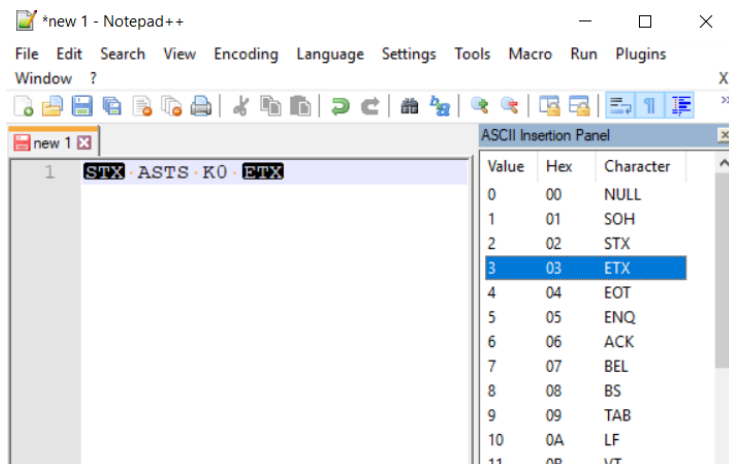 *new 1 - Notepad++
File Edit Search View Encoding Language Settings Tools Macro Run Plugins
Window ? X
new 1
1 STX ASTS K0 ETX
ASCII Insertion Panel
Value Hex Character
0 00 NULL
1 01 SOH
2 02 STX
3 03 ETX
4 04 EOT
5 05 ENQ
6 06 ACK
7 07 BEL
8 08 BS
9 09 TAB
10 0A LF
11 0B VT